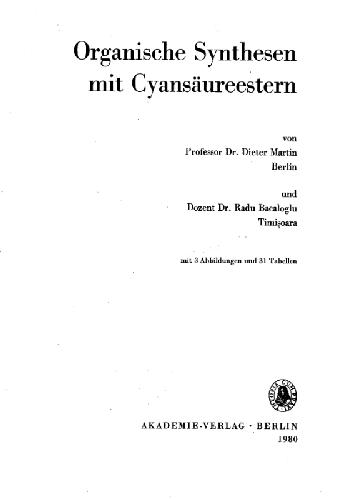 Organische Synthesen
mit Cyansäureestern
von
Professor Dr. Dieter Martin
Berlin
und
Dozent Dr. Radu Bacaloglu
Timişoara
mit 3 Abbildungen und 31 Tabellen
AKADEMIE-VERLAG · BERLIN
1980